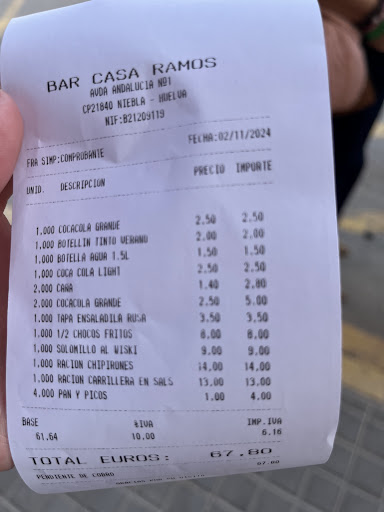 BAR CASA RAMOS
AVDA ANDALUCIA Nº1
CP21840 NIEBLA - HUELVA
NIF:B21209119
FECHA:02/11/2024
FRA SIMP:COMPROBANTE
UNID. DESCRIPCION PRECIO IMPORTE
1.000 COCACOLA GRANDE 2.50 2.50
1.000 BOTELLIN TINTO VERANO 2.00 2.00
1.000 BOTELLA AGUA 1.5L 1.50 1.50
1.000 COCA COLA LIGHT 2.50 2.50
2.000 CAÑA 1.40 2.80
2.000 COCACOLA GRANDE 2.50 5.00
1.000 TAPA ENSALADILA RUSA 3.50 3.50
1.000 1/2 CHOCOS FRITOS 8.00 8.00
1.000 SOLOMILLO AL WISKI 9.00 9.00
1.000 RACION CHIPIRONES 14.00 14.00
1.000 RACION CARRILLERA EN SALS 13.00 13.00
4.000 PAN Y PICOS 1.00 4.00
BASE %IVA IMP.IVA
61.64 10.00 6.16
TOTAL EUROS: 67.80
PENDIENTE DE COBRO 67.80